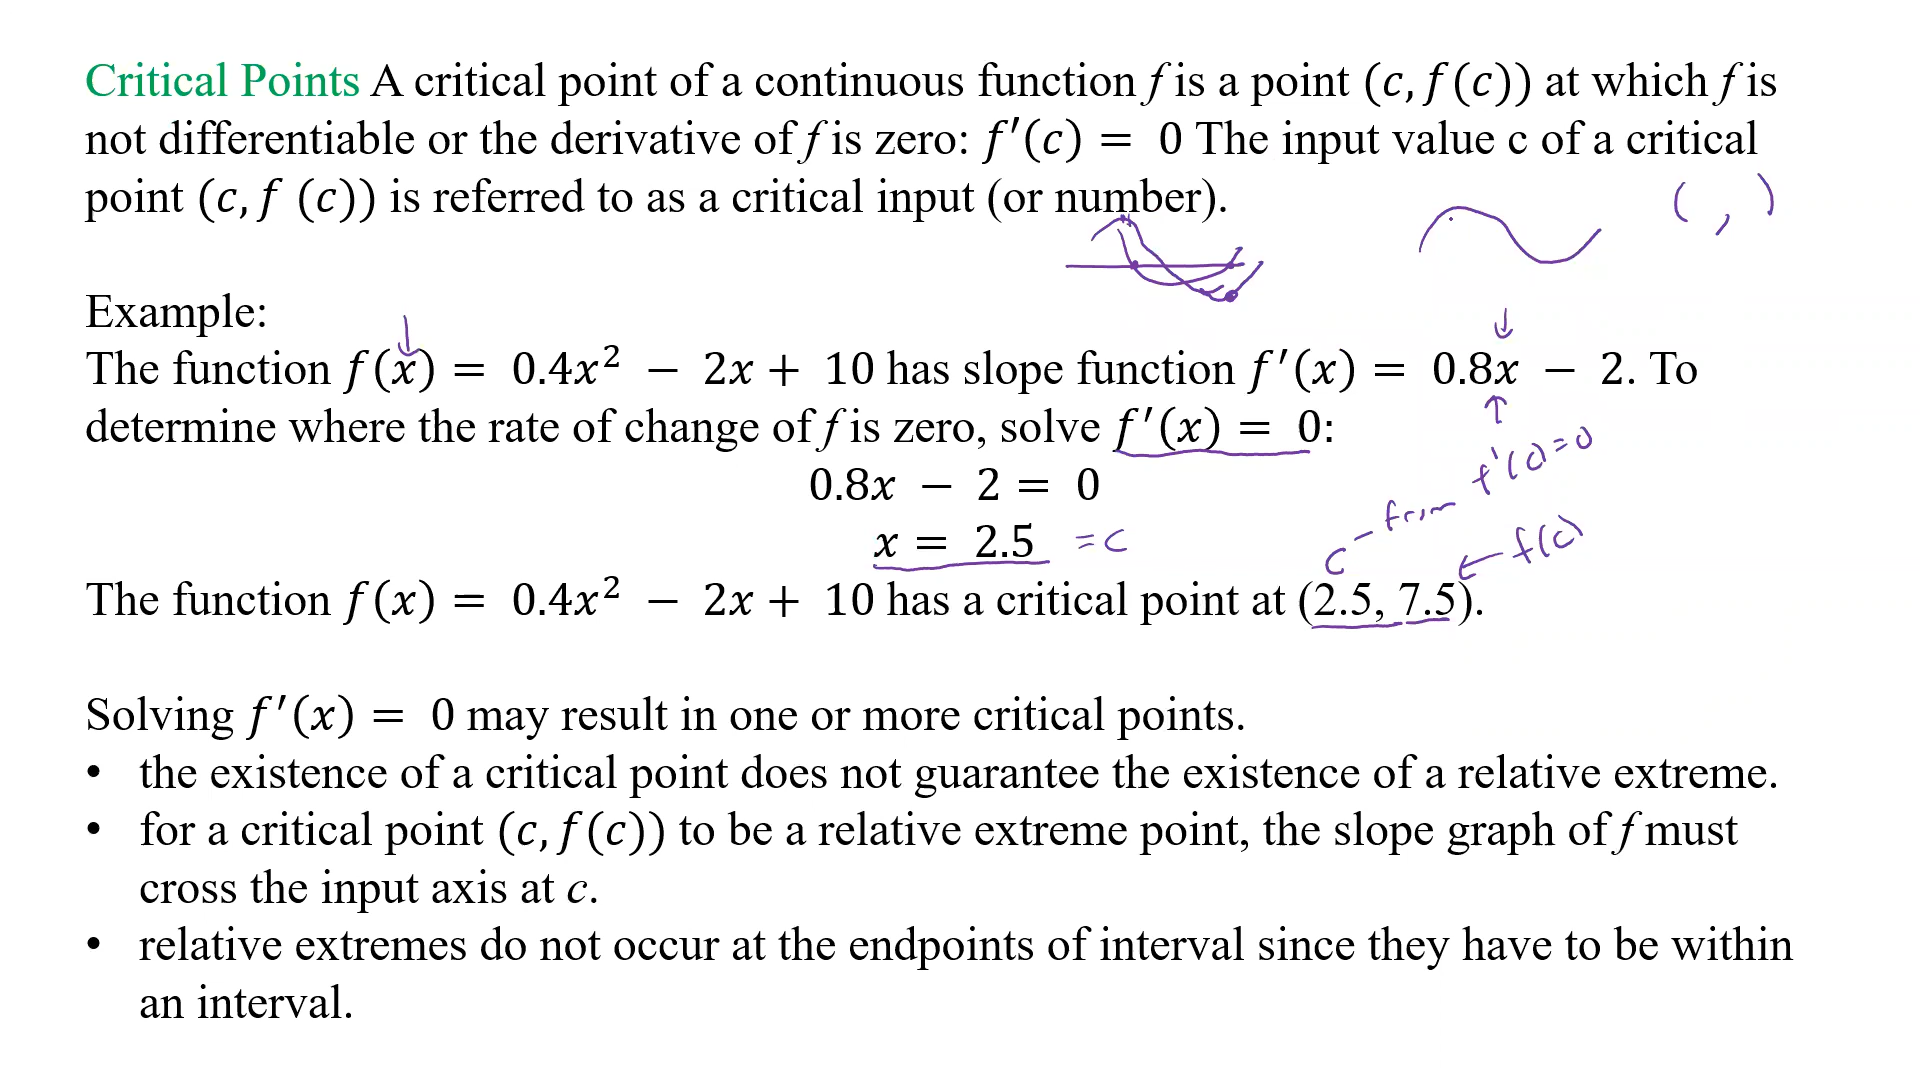 Critical Points A critical point of a continuous function f is a point (c, f(c)) at which f is
not differentiable or the derivative of f is zero: f′(c) = 0 The input value c of a critical
point (c, f (c)) is referred to as a critical input (or number).
( , )
Example:
The function f(x) = 0.4x² − 2x + 10 has slope function f′(x) = 0.8x − 2. To
determine where the rate of change of f is zero, solve f′(x) = 0:
0.8x − 2 = 0
c - from f'(c)=0
x = 2.5 = c
← f(c)
The function f(x) = 0.4x² − 2x + 10 has a critical point at (2.5, 7.5).
Solving f′(x) = 0 may result in one or more critical points.
• the existence of a critical point does not guarantee the existence of a relative extreme.
• for a critical point (c, f(c)) to be a relative extreme point, the slope graph of f must
cross the input axis at c.
• relative extremes do not occur at the endpoints of interval since they have to be within
an interval.